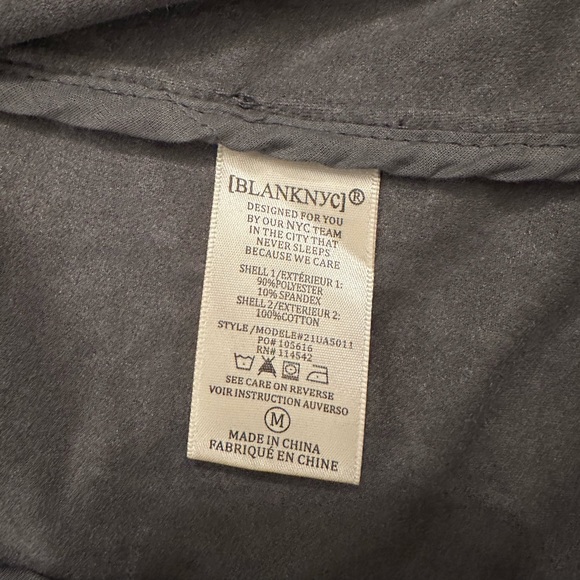 [BLANKNYC]®
DESIGNED FOR YOU
BY OUR NYC TEAM
IN THE CITY THAT
NEVER SLEEPS
BECAUSE WE CARE
SHELL 1/EXTÉRIEUR 1:
90%POLYESTER
10% SPANDEX
SHELL 2/EXTERIEUR 2:
100%COTTON
STYLE/MODELE#21UA5011
PO# 105616
RN# 114542
SEE CARE ON REVERSE
VOIR INSTRUCTION AUVERSO
M
MADE IN CHINA
FABRIQUÉ EN CHINE